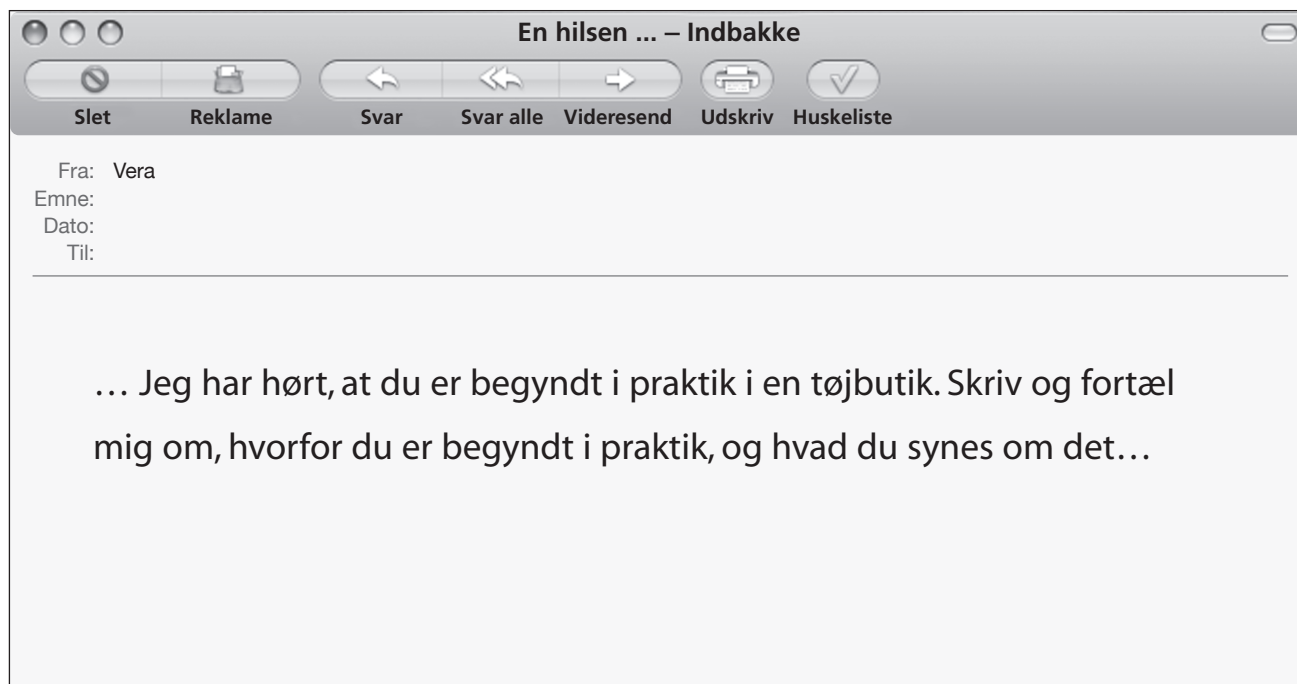 En hilsen ... – Indbakke
Slet Reklame Svar Svar alle Videresend Udskriv Huskeliste
Fra: Vera
Emne:
Dato:
Til:
… Jeg har hørt, at du er begyndt i praktik i en tøjbutik. Skriv og fortæl
mig om, hvorfor du er begyndt i praktik, og hvad du synes om det…